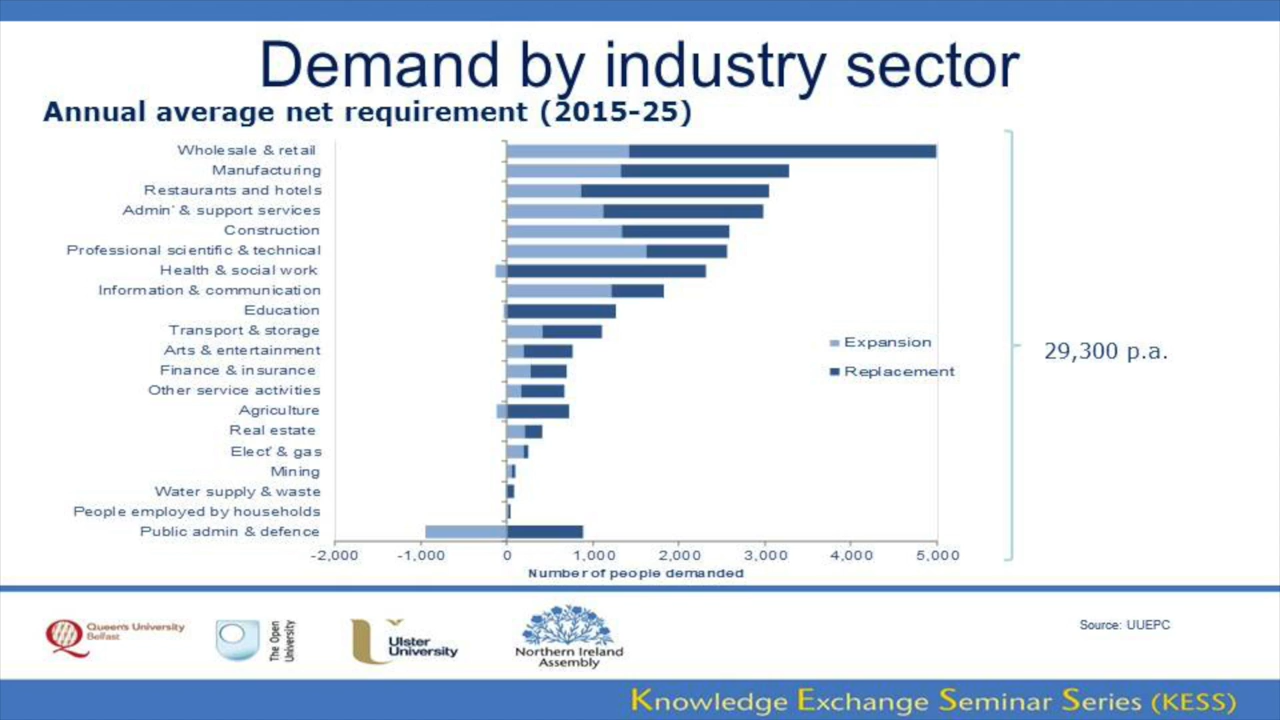 Demand by industry sector
Annual average net requirement (2015-25)
Wholesale & retail
Manufacturing
Restaurants and hotels
Admin' & support services
Construction
Professional scientific & technical
Health & social work
Information & communication
Education
Transport & storage
Arts & entertainment
Finance & insurance
Other service activities
Agriculture
Real estate
Elect' & gas
Mining
Water supply & waste
People employed by households
Public admin & defence
-2,000 -1,000 0 1,000 2,000 3,000 4,000 5,000
Number of people demanded
Expansion
Replacement
29,300 p.a.
Queen's University
Belfast
The Open
University
Ulster
University
Northern Ireland
Assembly
Source: UUEPC
Knowledge Exchange Seminar Series (KESS)